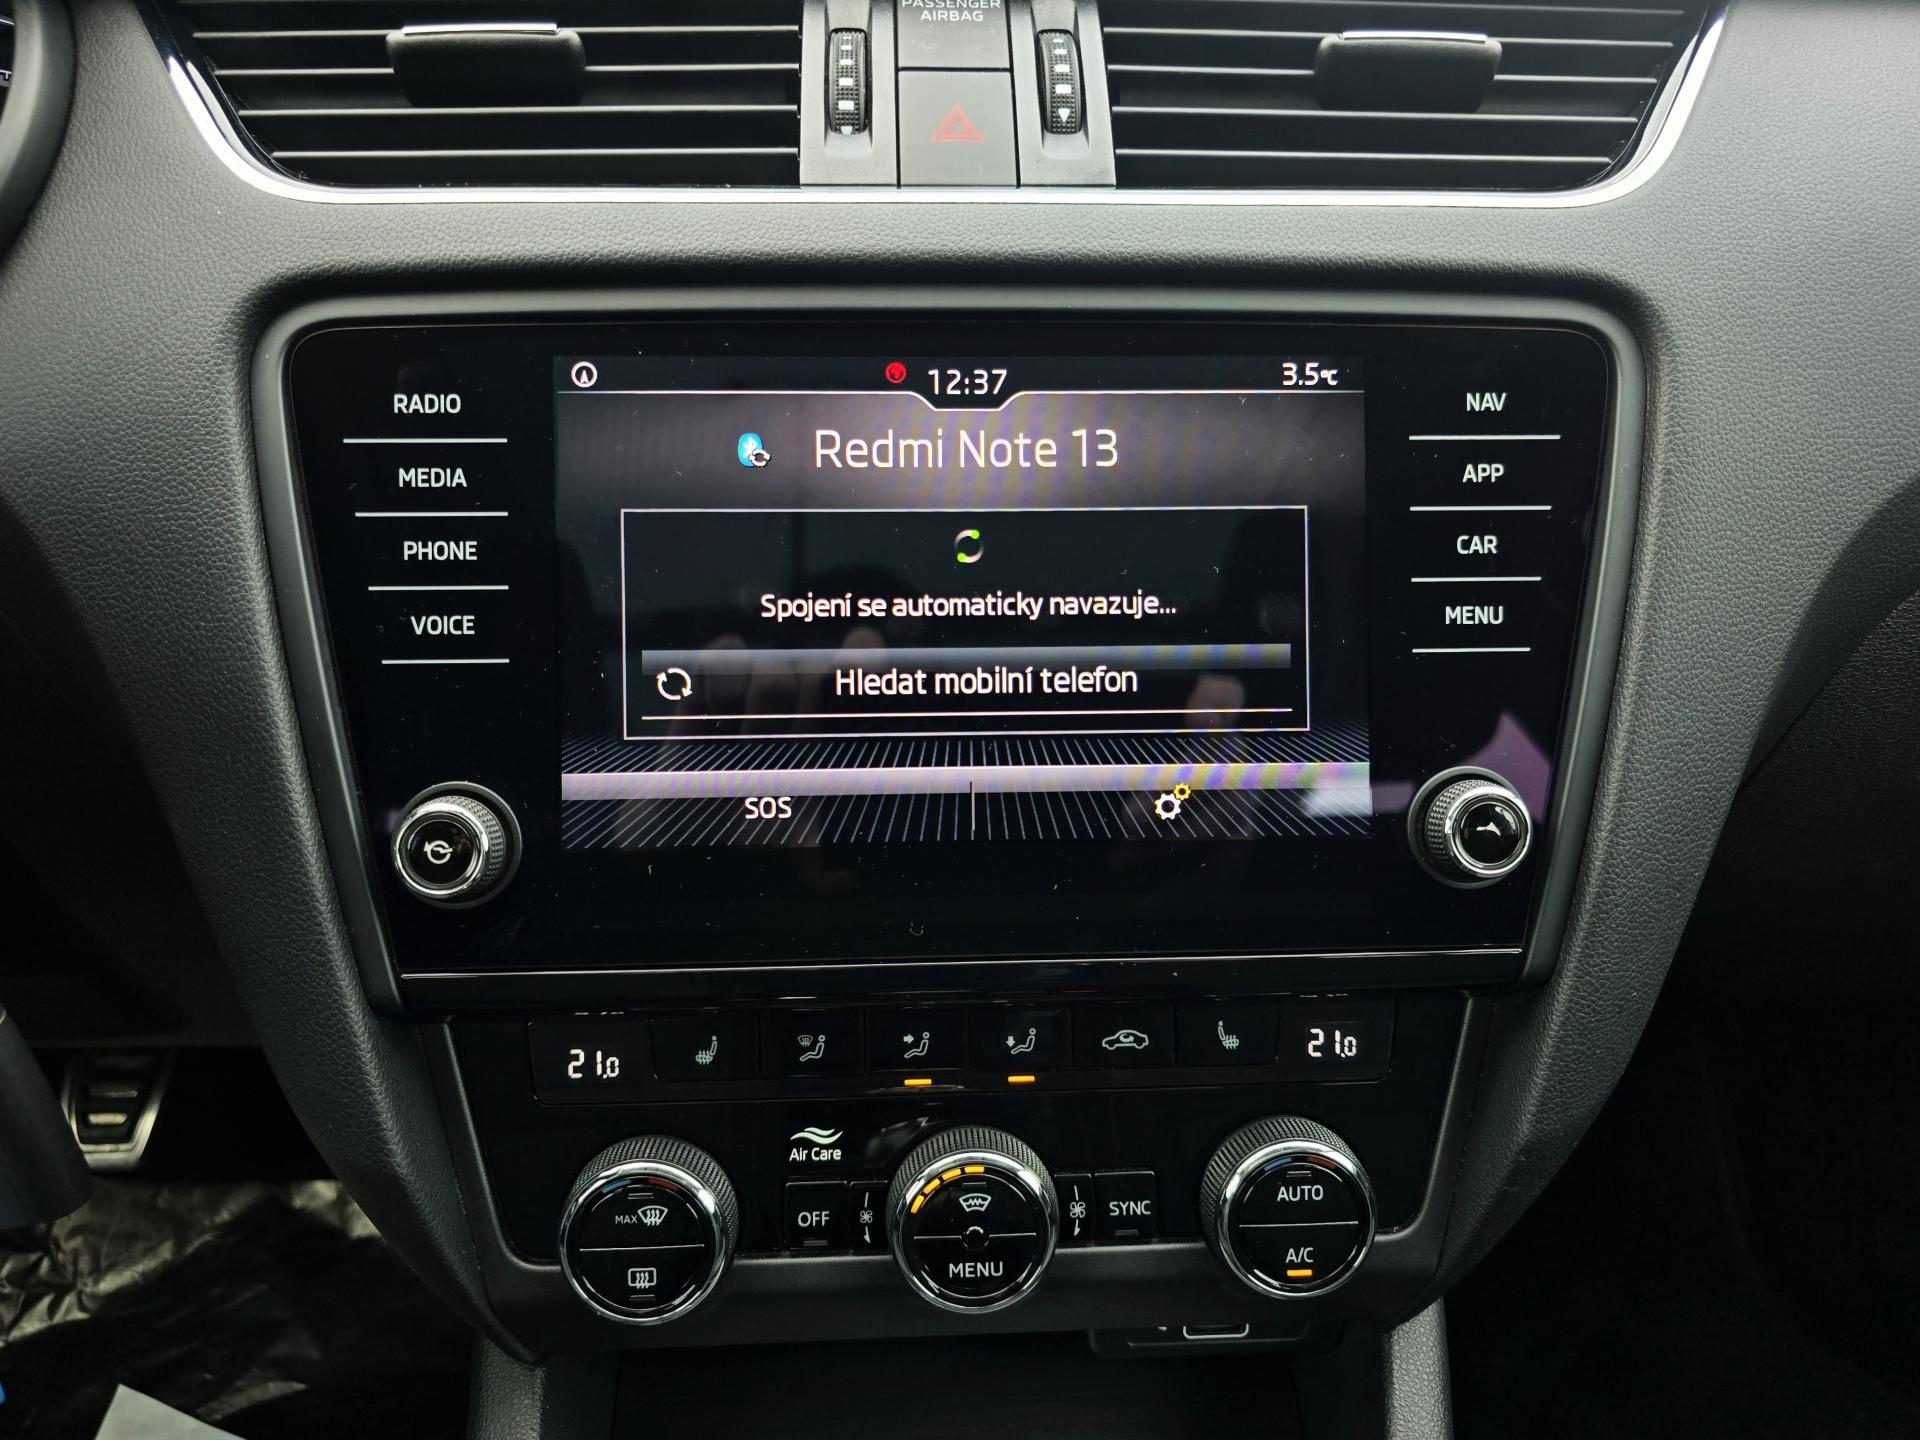 PASSENGER
AIRBAG
12:37
3.5°C
RADIO
MEDIA
PHONE
VOICE
Redmi Note 13
Spojení se automaticky navazuje...
Hledat mobilní telefon
SOS
NAV
APP
CAR
MENU
21.0
21.0
Air Care
MAX
OFF
MENU
SYNC
AUTO
A/C